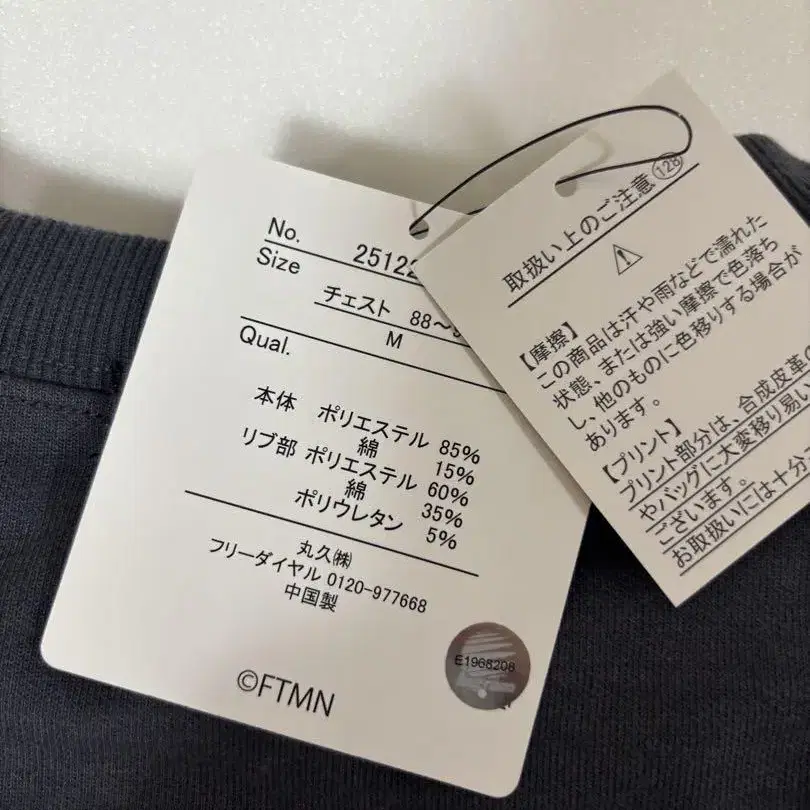 No. 25122
Size
チェスト 88～
M
Qual.
本体 ポリエステル 85%
綿 15%
リブ部 ポリエステル 60%
綿 35%
ポリウレタン 5%
丸久㈱
フリーダイヤル 0120-977668
中国製
©FTMN
E1968208
取扱い上のご注意 128
【摩擦】
この商品は汗や雨などで濡れた
状態、または強い摩擦で色落ち
し、他のものに色移りする場合が
あります。
【プリント】
プリント部分は、合成皮革の
やバッグに大変移り易い
ございます。
お取扱いには十分